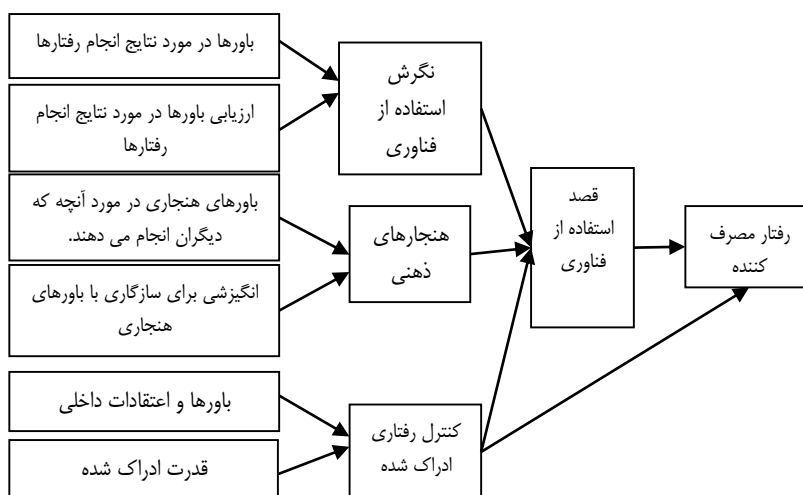 باورها در مورد نتایج انجام رفتارها
ارزیابی باورها در مورد نتایج انجام
رفتارها
باورهای هنجاری در مورد آنچه که
دیگران انجام می دهند.
انگیزشی برای سازگاری با باورهای
هنجاری
باورها و اعتقادات داخلی
قدرت ادراک شده
نگرش
استفاده از
فناوری
هنجارهای
ذهنی
کنترل رفتاری
ادراک شده
قصد
استفاده از
فناوری
رفتار مصرف
کننده